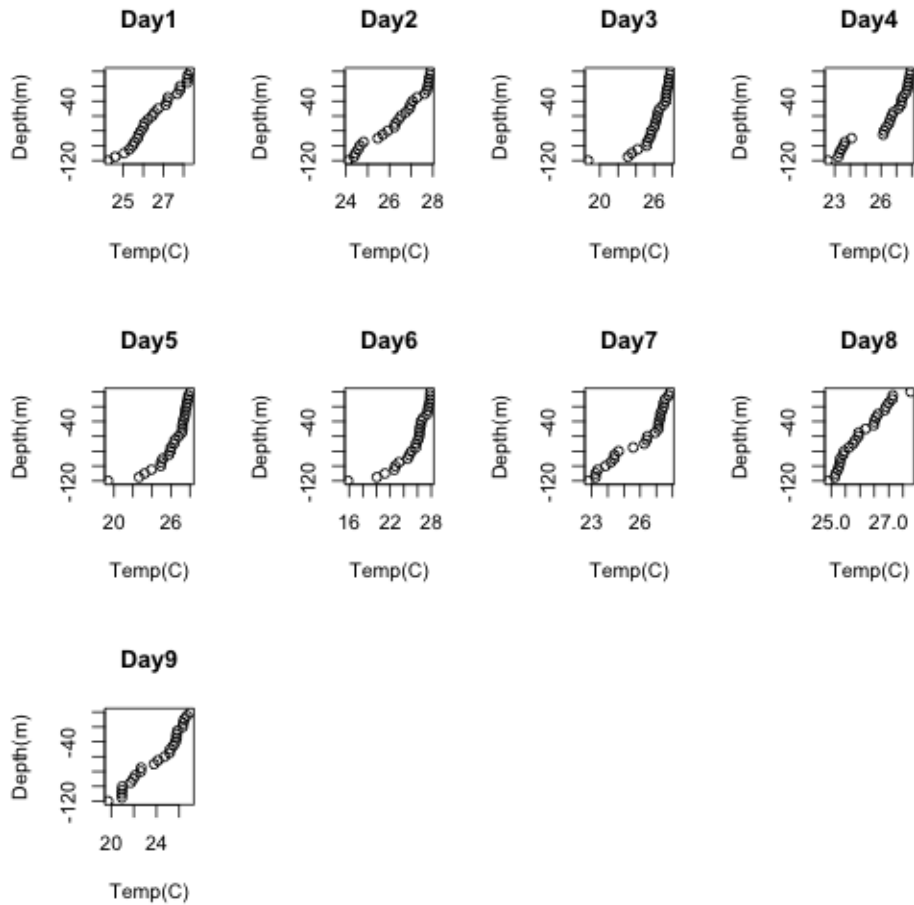 Day1 Day2 Day3 Day4
Depth(m) Depth(m) Depth(m) Depth(m)
-40 -40 -40 -40
-120 -120 -120 -120
25 27 24 26 28 20 26 23 26
Temp(C) Temp(C) Temp(C) Temp(C)
Day5 Day6 Day7 Day8
Depth(m) Depth(m) Depth(m) Depth(m)
-40 -40 -40 -40
-120 -120 -120 -120
20 26 16 22 28 23 26 25.0 27.0
Temp(C) Temp(C) Temp(C) Temp(C)
Day9
Depth(m)
-40
-120
20 24
Temp(C)